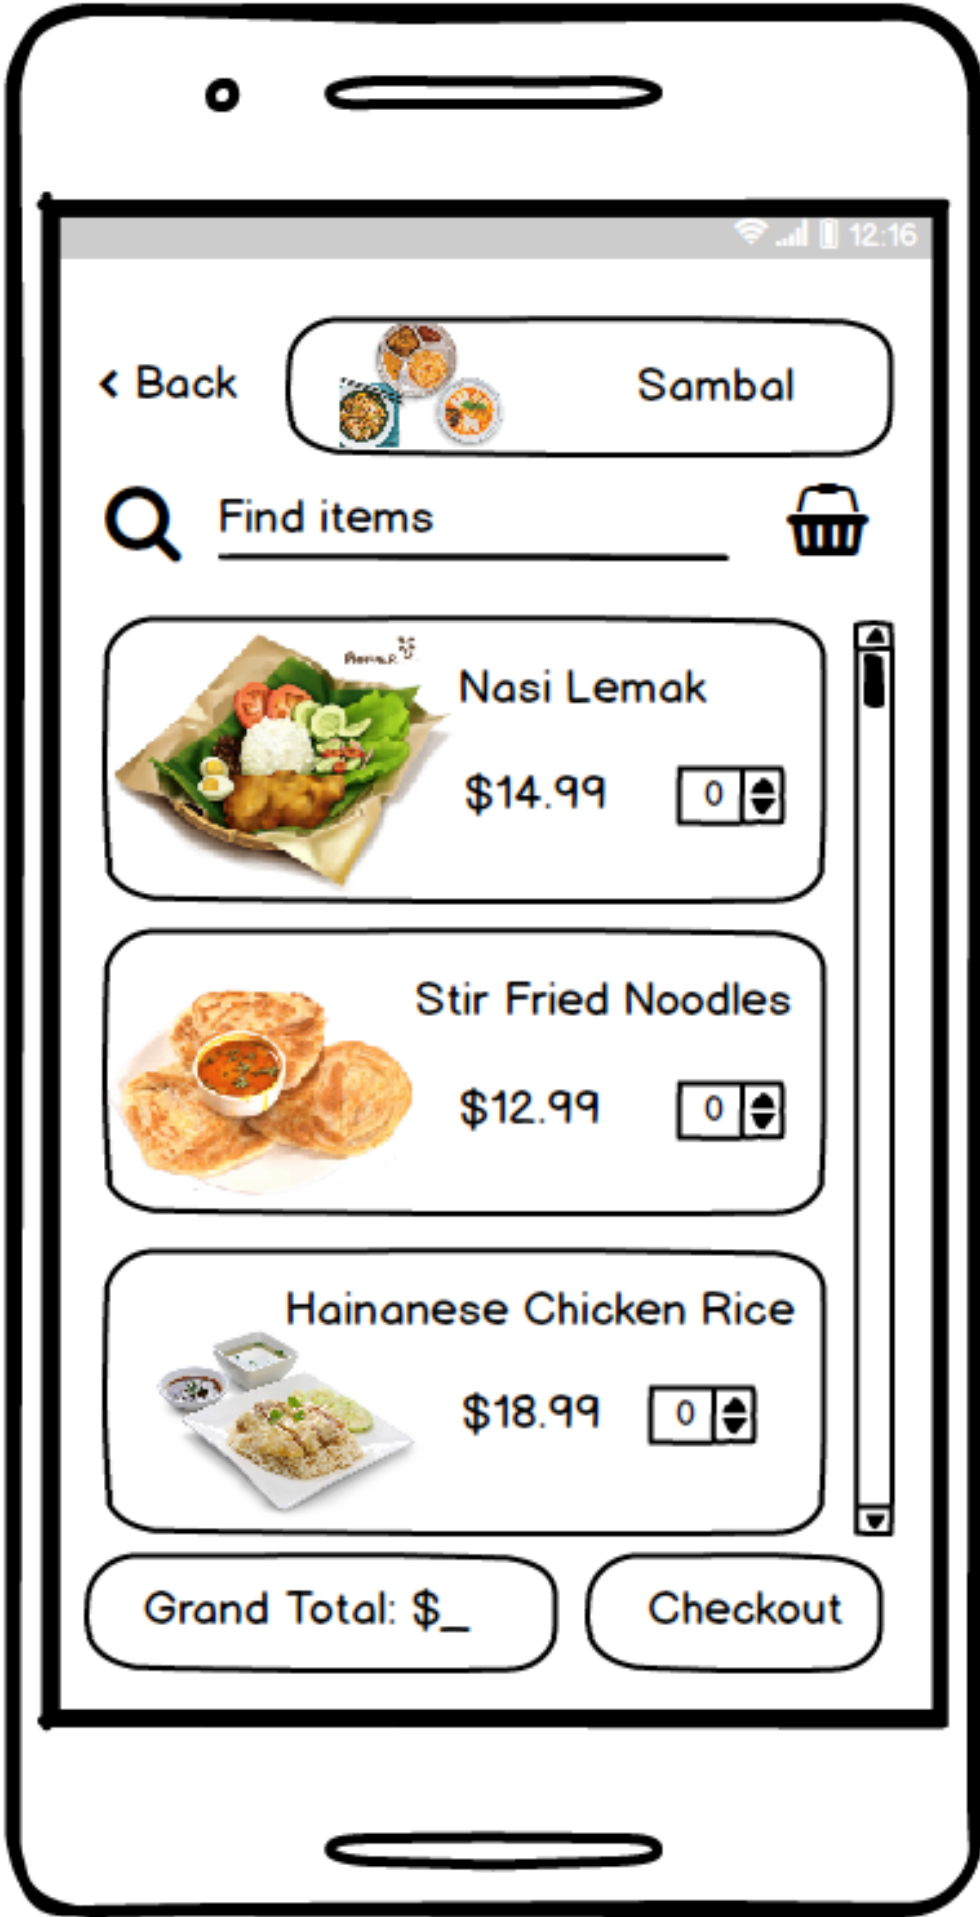 12:16
< Back
Sambal
Find items
Nasi Lemak
$14.99
0
Stir Fried Noodles
$12.99
0
Hainanese Chicken Rice
$18.99
0
Grand Total: $_
Checkout